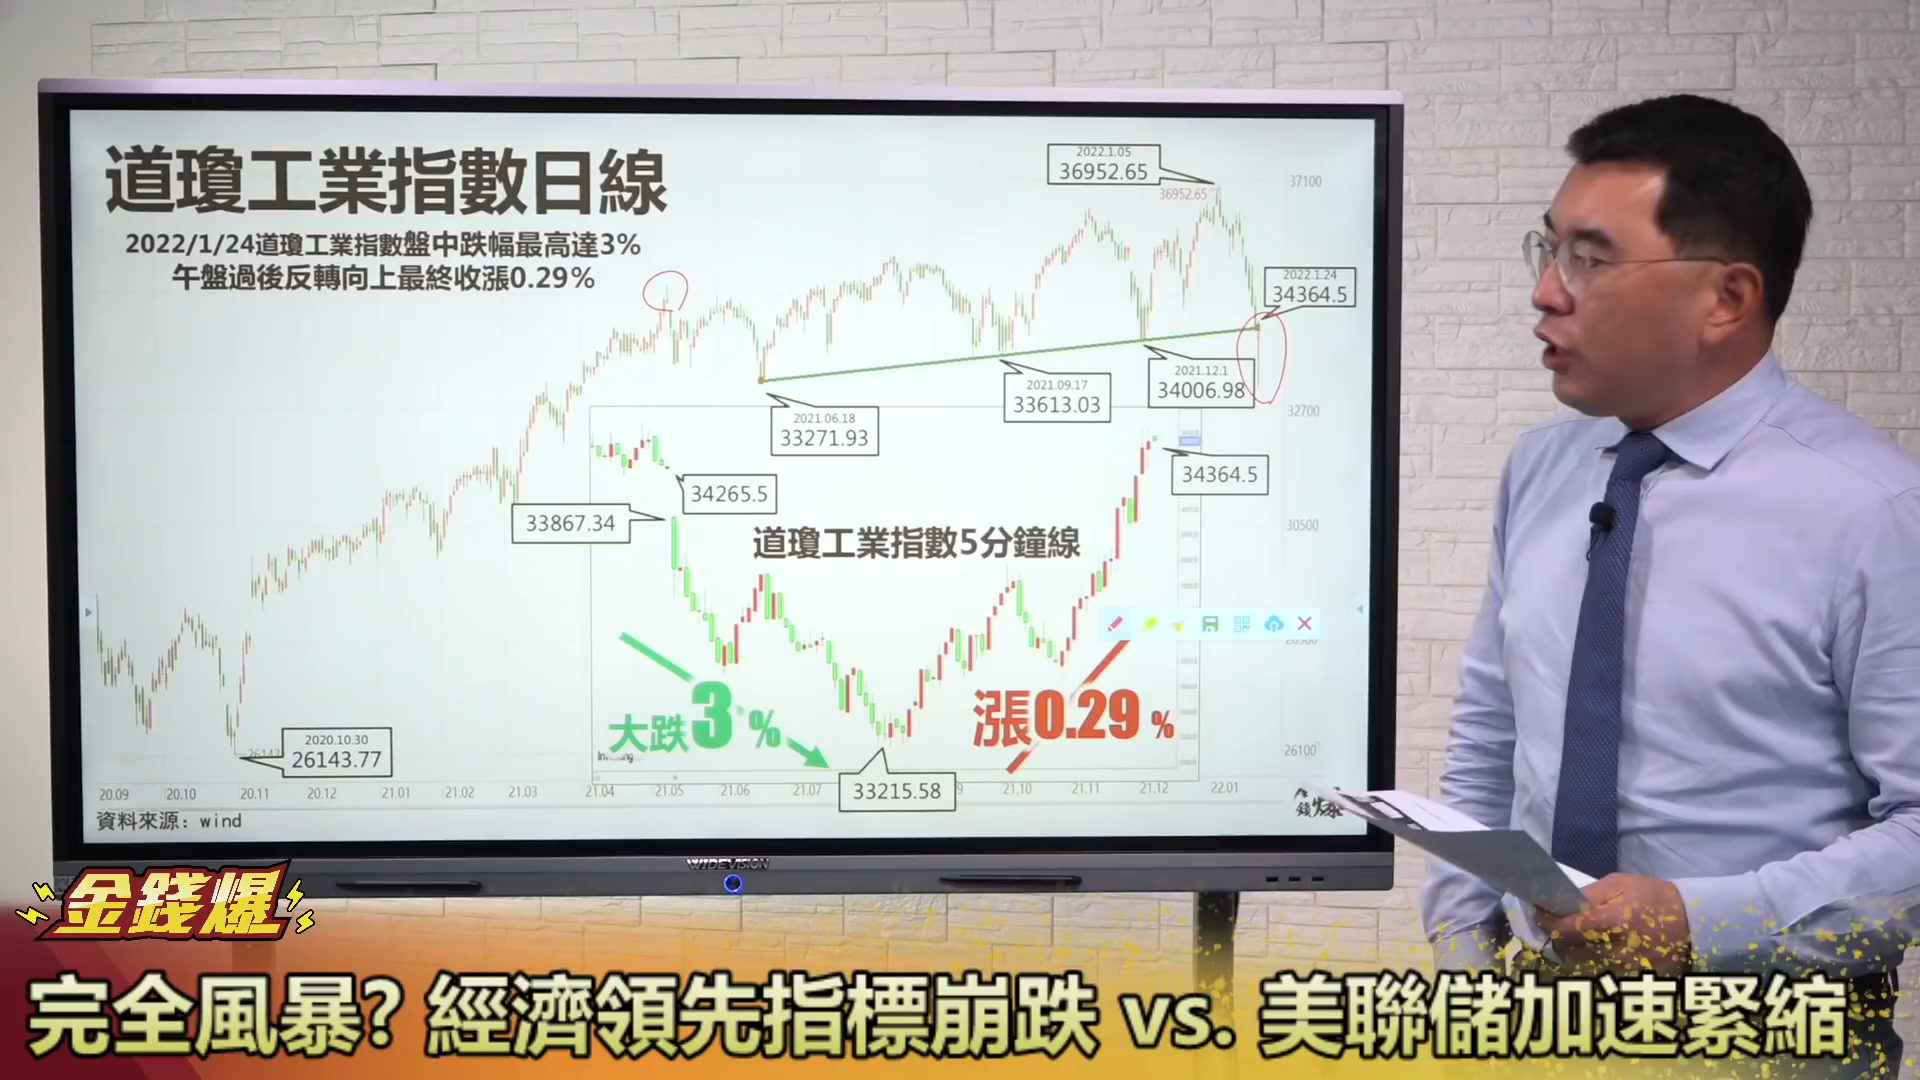 道瓊工業指數日線
2022/1/24道瓊工業指數盤中跌幅最高達3%
午盤過後反轉向上最終收漲0.29%
2022.1.05
36952.65
36952.65
37100
2022.1.24
34364.5
2021.12.1
34006.98
2021.09.17
33613.03
32700
2021.06.18
33271.93
34265.5
34364.5
33867.34
30500
道瓊工業指數5分鐘線
大跌3%
漲0.29%
26100
2020.10.30
26143.77
33215.58
20.09 20.10 20.11 20.12 21.01 21.02 21.03 21.04 21.05 21.06 21.07 21.10 21.11 21.12 22.01
資料來源：wind
WIDEVISION
金錢爆
完全風暴? 經濟領先指標崩跌 vs. 美聯儲加速緊縮